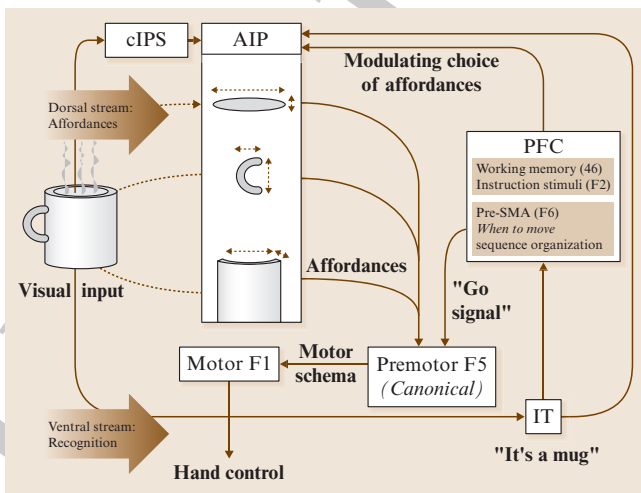 cIPS
AIP
Modulating choice
of affordances
Dorsal stream:
Affordances
PFC
Working memory (46)
Instruction stimuli (F2)
Pre-SMA (F6)
When to move
sequence organization
Visual input
Affordances
"Go
signal"
Motor F1
Motor
schema
Premotor F5
(Canonical)
IT
Ventral stream:
Recognition
"It's a mug"
Hand control